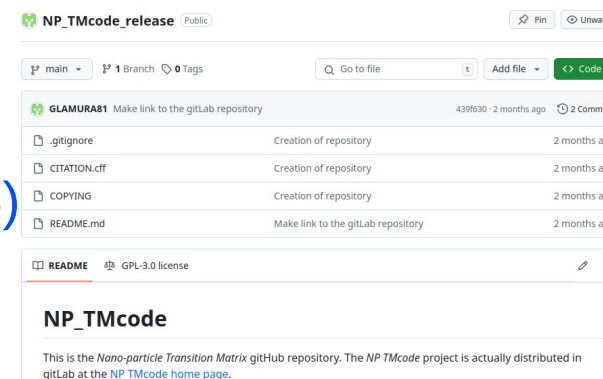 NP_TMcode_release Public Pin Unwa
main 1 Branch 0 Tags Go to file t Add file <> Code
GLAMURA81 Make link to the gitLab repository 439f630 · 2 months ago 2 Comm
.gitignore Creation of repository 2 months a
CITATION.cff Creation of repository 2 months a
COPYING Creation of repository 2 months a
)
README.md Make link to the gitLab repository 2 months a
README GPL-3.0 license
NP_TMcode
This is the Nano-particle Transition Matrix gitHub repository. The NP TMcode project is actually distributed in
gitLab at the NP TMcode home page.